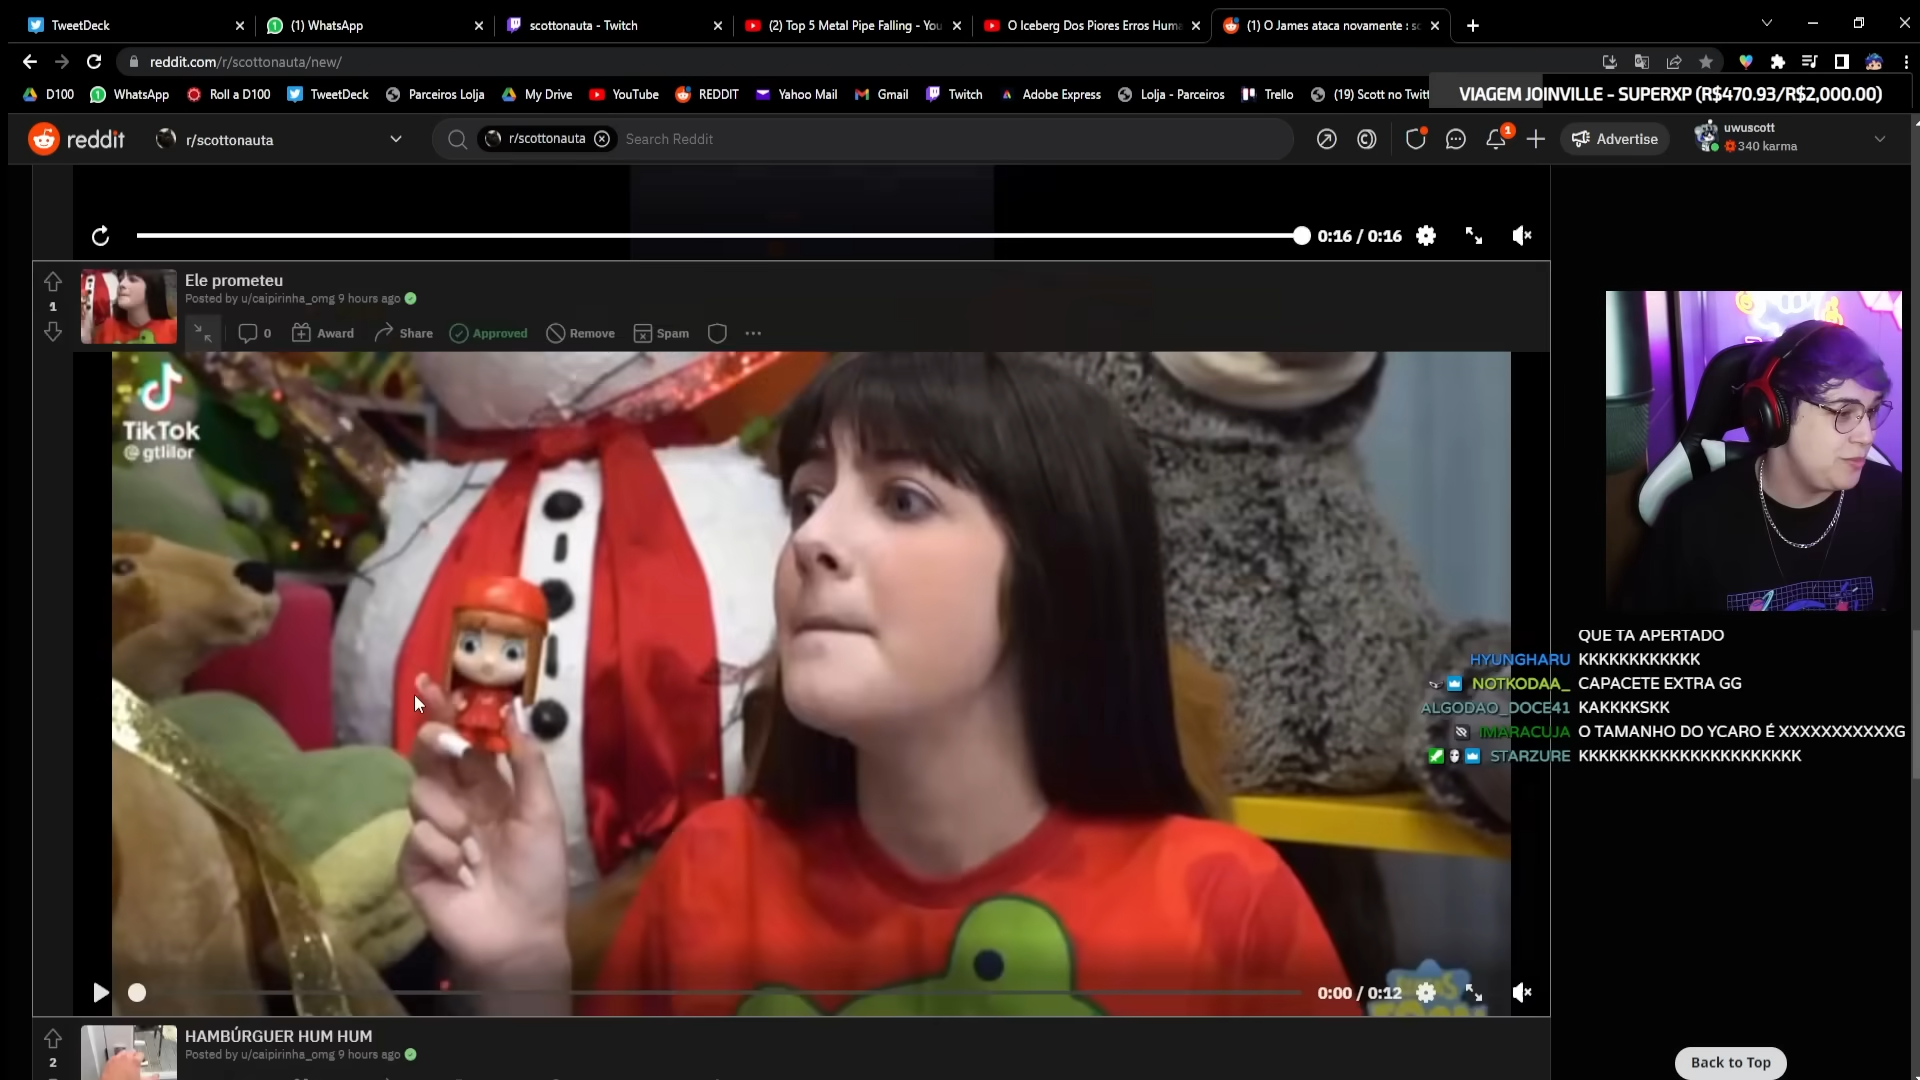 TweetDeck
(1) WhatsApp
scottonauta - Twitch
(2) Top 5 Metal Pipe Falling - You
O Iceberg Dos Piores Erros Huma
(1) O James ataca novamente : sc
reddit.com/r/scottonauta/new/
D100
WhatsApp
Roll a D100
TweetDeck
Parceiros Lolja
My Drive
YouTube
REDDIT
Yahoo Mail
Gmail
Twitch
Adobe Express
Lolja - Parceiros
Trello
(19) Scott no Twitt
VIAGEM JOINVILLE - SUPERXP (R$470.93/R$2,000.00)
reddit
r/scottonauta
r/scottonauta
Search Reddit
1
Advertise
uwuscott
340 karma
0:16 / 0:16
1
Ele prometeu
Posted by u/caipirinha_omg 9 hours ago
0
Award
Share
Approved
Remove
Spam
TikTok
@gtlilor
0:00 / 0:12
QUE TA APERTADO
HYUNGHARU KKKKKKKKKKKK
NOTKODAA_ CAPACETE EXTRA GG
ALGODAO_DOCE41 KAKKKKSKK
IMARACUJA O TAMANHO DO YCARO É XXXXXXXXXXXG
STARZURE KKKKKKKKKKKKKKKKKKKKKK
2
HAMBÚRGUER HUM HUM
Posted by u/caipirinha_omg 9 hours ago
Back to Top